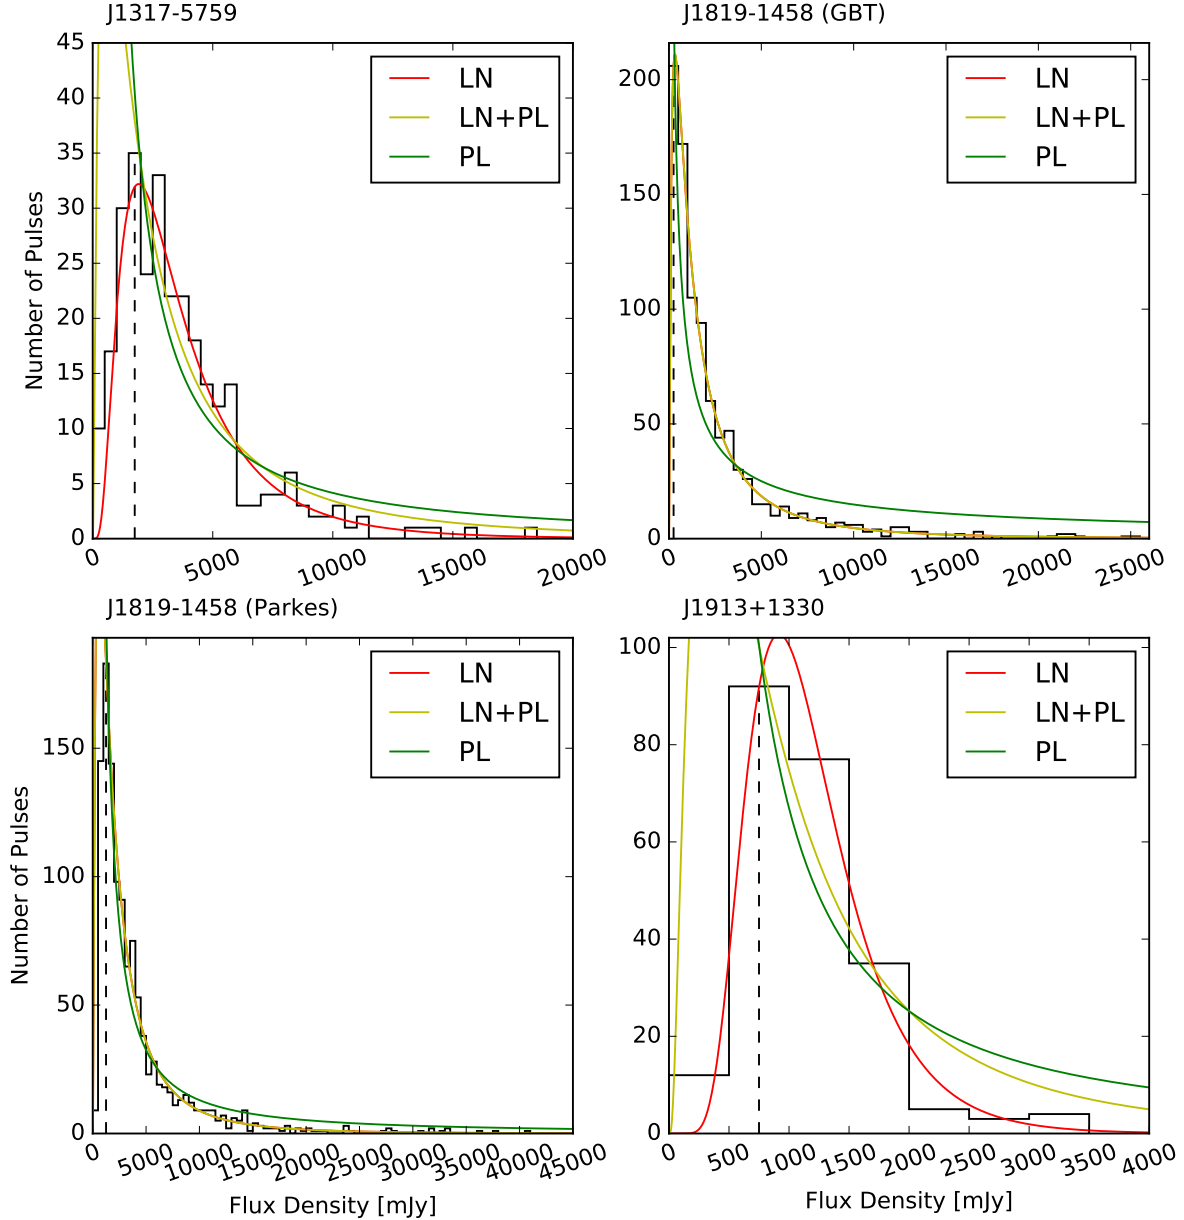 J1317-5759
45
40
35
30
25
20
15
10
5
0
Number of Pulses
LN
LN+PL
PL
0 5000 10000 15000 20000
J1819-1458 (GBT)
200
150
100
50
0
LN
LN+PL
PL
0 5000 10000 15000 20000 25000
J1819-1458 (Parkes)
150
100
50
0
Number of Pulses
LN
LN+PL
PL
0 5000 10000 15000 20000 25000 30000 35000 40000 45000
Flux Density [mJy]
J1913+1330
100
80
60
40
20
0
LN
LN+PL
PL
0 500 1000 1500 2000 2500 3000 3500 4000
Flux Density [mJy]